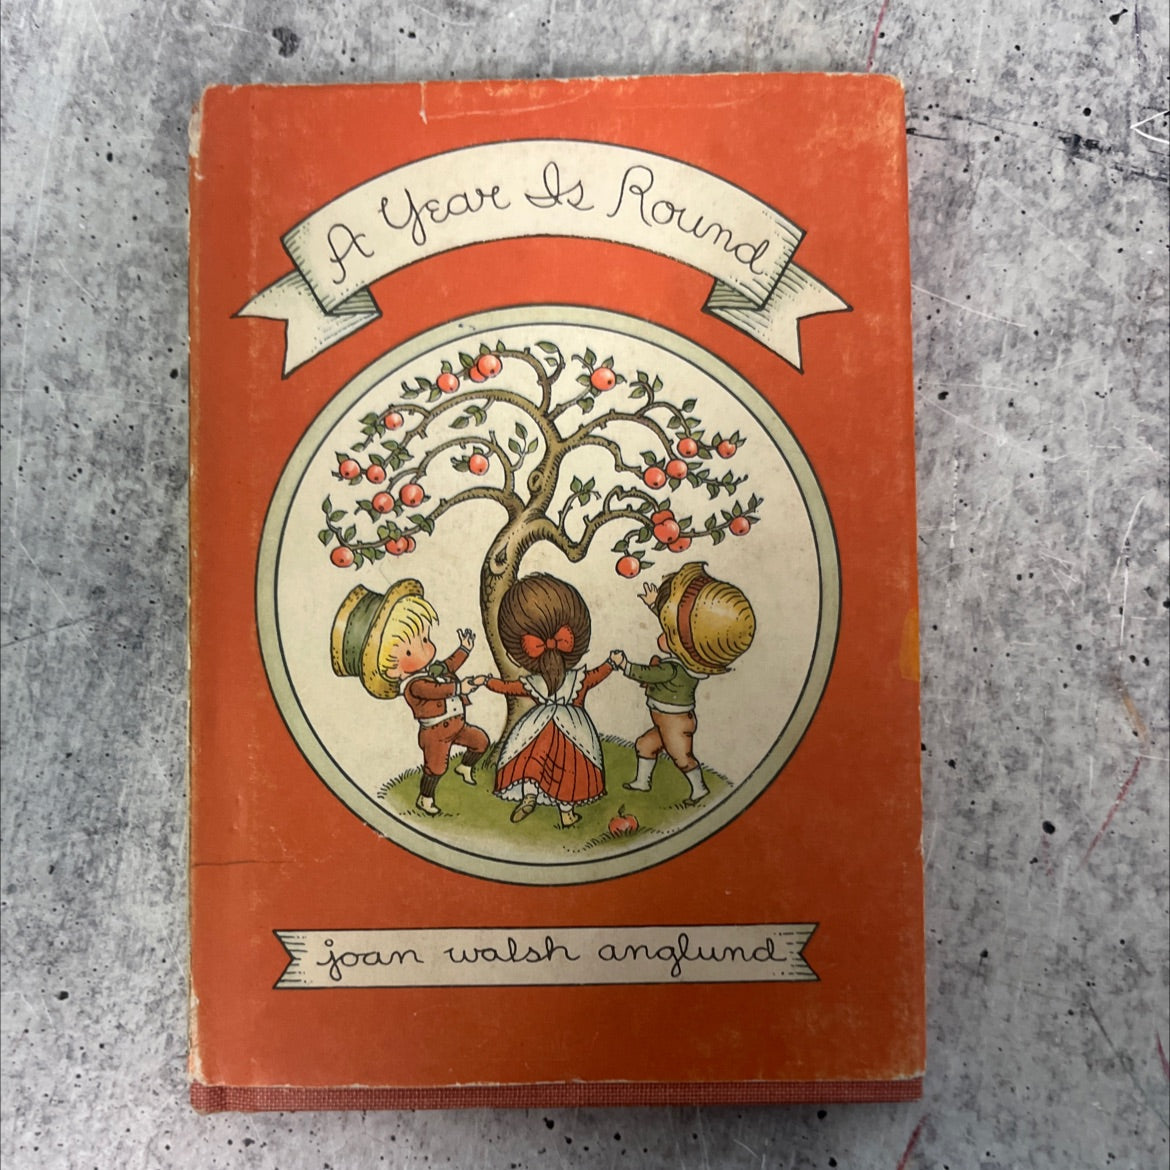 A Year Is Round
joan walsh anglund